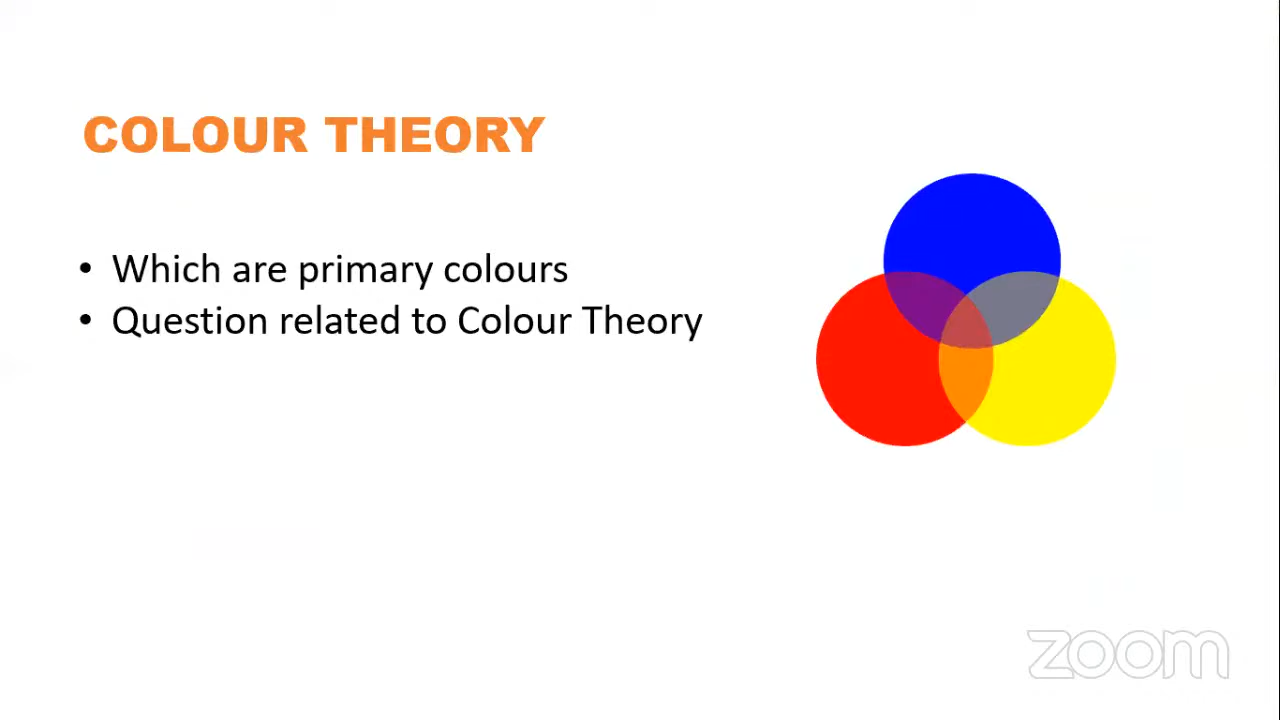 COLOUR THEORY
• Which are primary colours
• Question related to Colour Theory
zoom